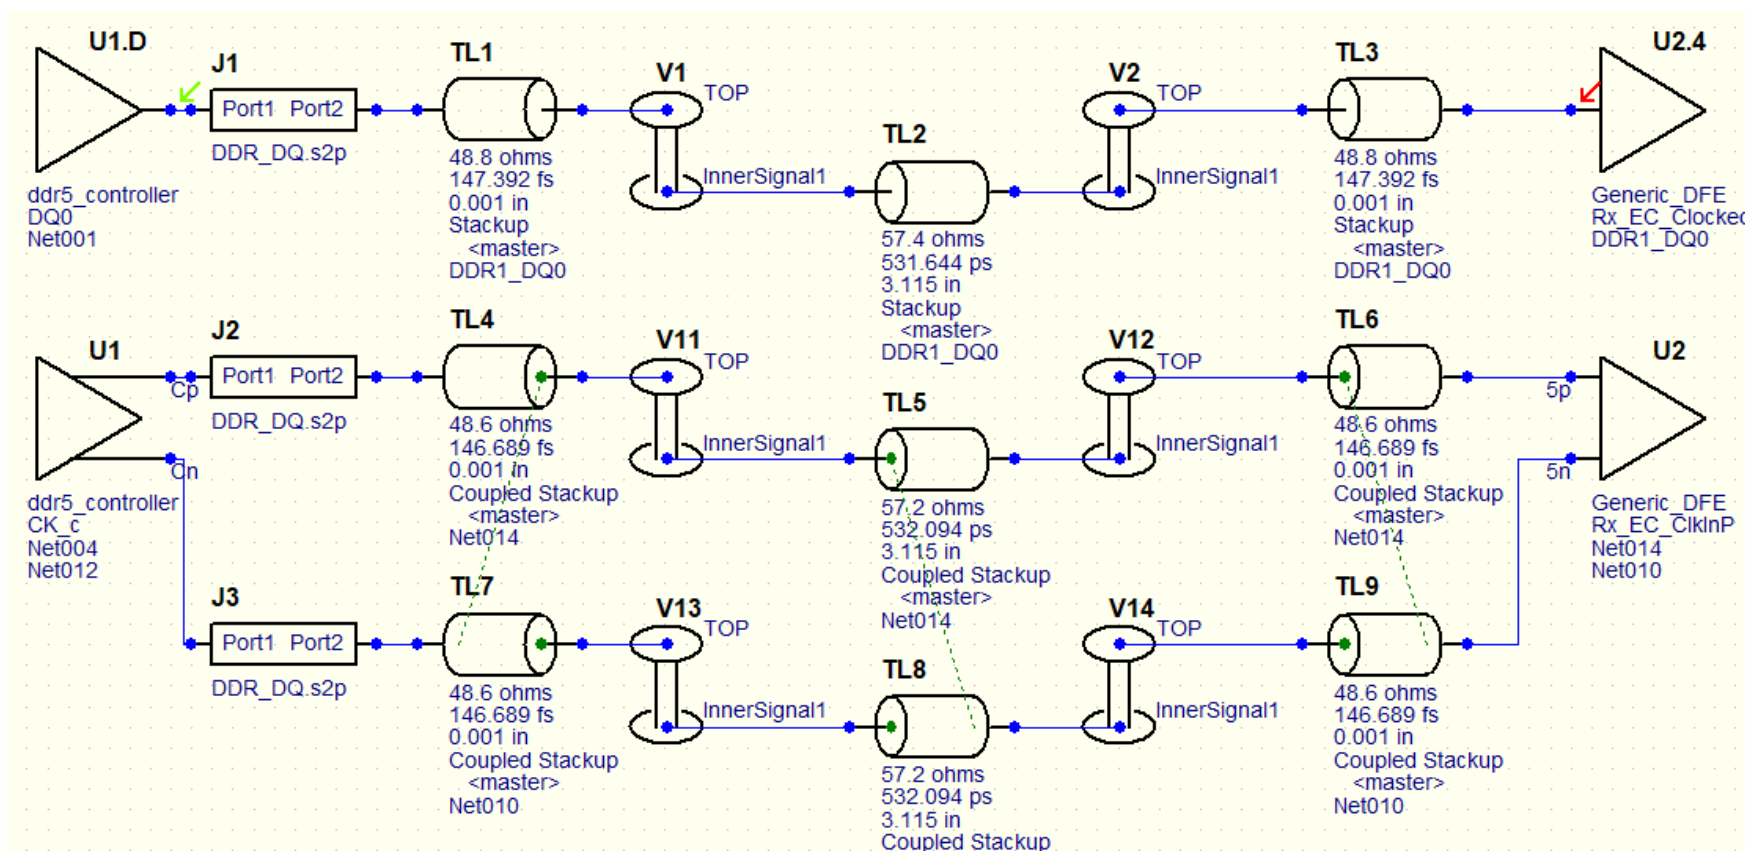 U1.D
J1
Port1 Port2
DDR_DQ.s2p
ddr5_controller
DQ0
Net001
TL1
48.8 ohms
147.392 fs
0.001 in
Stackup
<master>
DDR1_DQ0
V1
TOP
InnerSignal1
TL2
57.4 ohms
531.644 ps
3.115 in
Stackup
<master>
DDR1_DQ0
V2
TOP
InnerSignal1
TL3
48.8 ohms
147.392 fs
0.001 in
Stackup
<master>
DDR1_DQ0
U2.4
Generic_DFE
Rx_EC_Clocked
DDR1_DQ0
U1
Cp
Cn
ddr5_controller
CK_c
Net004
Net012
J2
Port1 Port2
DDR_DQ.s2p
TL4
48.6 ohms
146.689 fs
0.001 in
Coupled Stackup
<master>
Net014
V11
TOP
InnerSignal1
TL5
57.2 ohms
532.094 ps
3.115 in
Coupled Stackup
<master>
Net014
V12
TOP
InnerSignal1
TL6
48.6 ohms
146.689 fs
0.001 in
Coupled Stackup
<master>
Net014
U2
5p
5n
Generic_DFE
Rx_EC_ClkInP
Net014
Net010
J3
Port1 Port2
DDR_DQ.s2p
TL7
48.6 ohms
146.689 fs
0.001 in
Coupled Stackup
<master>
Net010
V13
TOP
InnerSignal1
TL8
57.2 ohms
532.094 ps
3.115 in
Coupled Stackup
V14
TOP
InnerSignal1
TL9
48.6 ohms
146.689 fs
0.001 in
Coupled Stackup
<master>
Net010